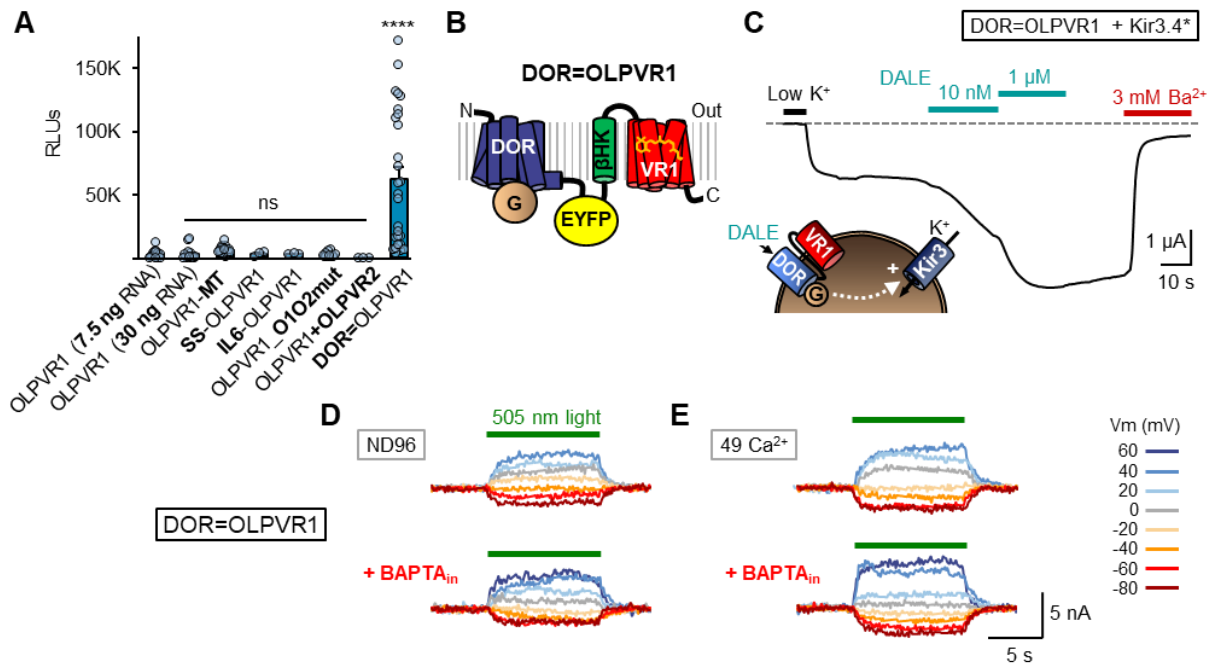 A
****
150K
100K
50K
RLUs
ns
OLPVR1 (7.5 ng RNA)
OLPVR1 (30 ng RNA)
OLPVR1-MT
SS-OLPVR1
IL6-OLPVR1
OLPVR1_O1O2mut
OLPVR1+OLPVR2
DOR=OLPVR1
B
DOR=OLPVR1
N
Out
DOR
βHK
VR1
G
EYFP
C
C
DOR=OLPVR1 + Kir3.4*
DALE
1 µM
10 nM
Low K⁺
3 mM Ba²⁺
DALE
VR1
DOR
G
K⁺
+
Kir3
1 µA
10 s
DOR=OLPVR1
D
505 nm light
ND96
+ BAPTAin
E
49 Ca²⁺
+ BAPTAin
Vm (mV)
60
40
20
0
-20
-40
-60
-80
5 nA
5 s